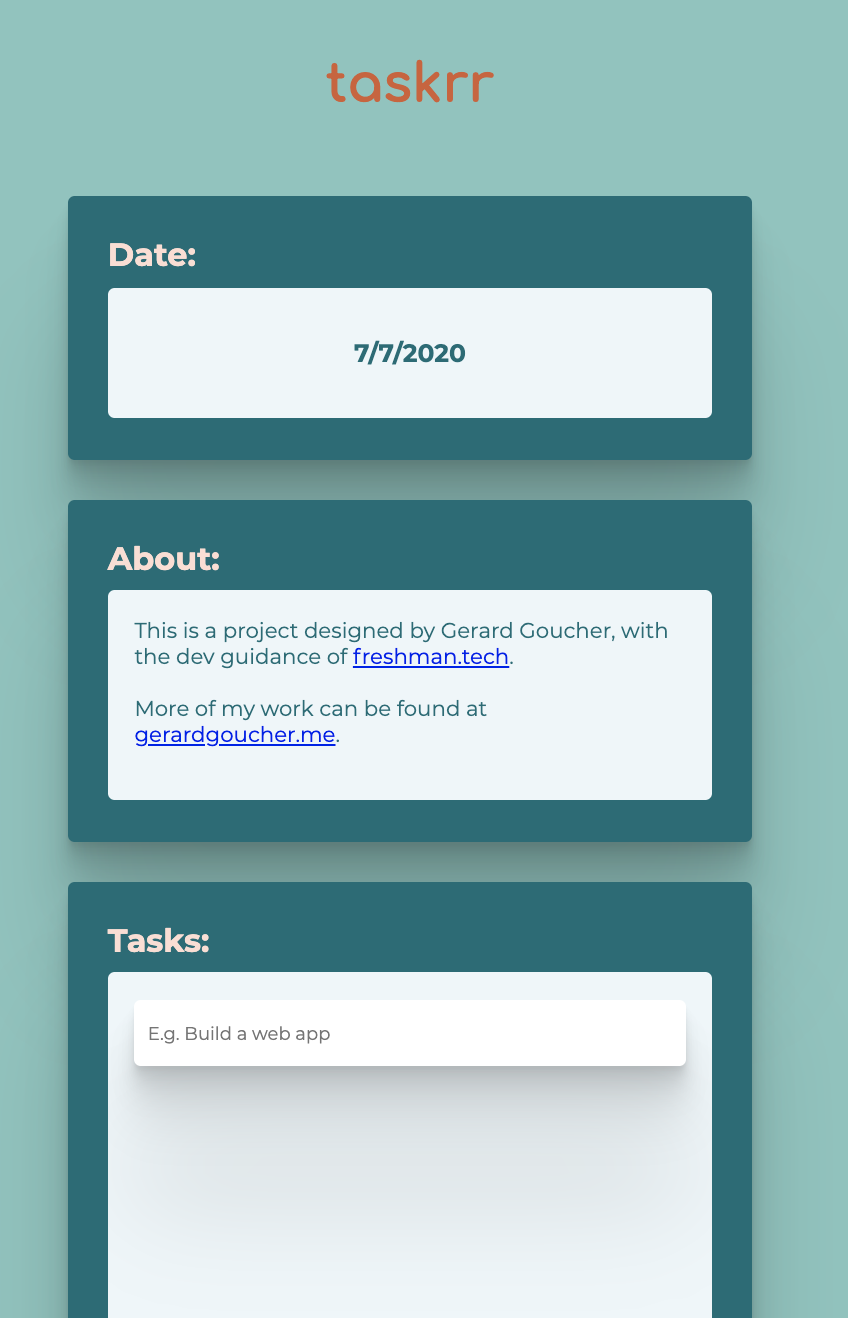 taskrr
Date:
7/7/2020
About:
This is a project designed by Gerard Goucher, with
the dev guidance of freshman.tech.
More of my work can be found at
gerardgoucher.me.
Tasks:
E.g. Build a web app